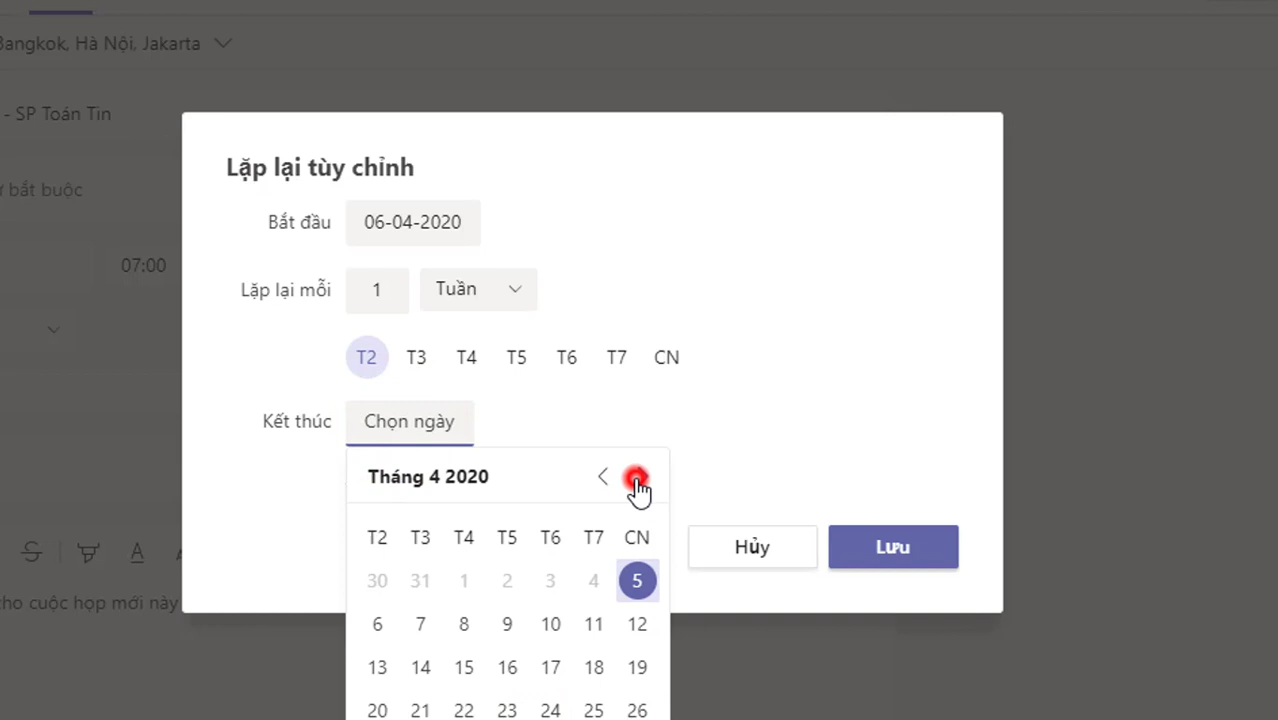 Bangkok, Hà Nội, Jakarta
- SP Toán Tin
bắt buộc
07:00
Lặp lại tùy chỉnh
Bắt đầu 06-04-2020
Lặp lại mỗi 1 Tuần
T2 T3 T4 T5 T6 T7 CN
Kết thúc Chọn ngày
Tháng 4 2020
T2 T3 T4 T5 T6 T7 CN
30 31 1 2 3 4 5
6 7 8 9 10 11 12
13 14 15 16 17 18 19
20 21 22 23 24 25 26
Hủy Lưu
A
cho cuộc họp mới này